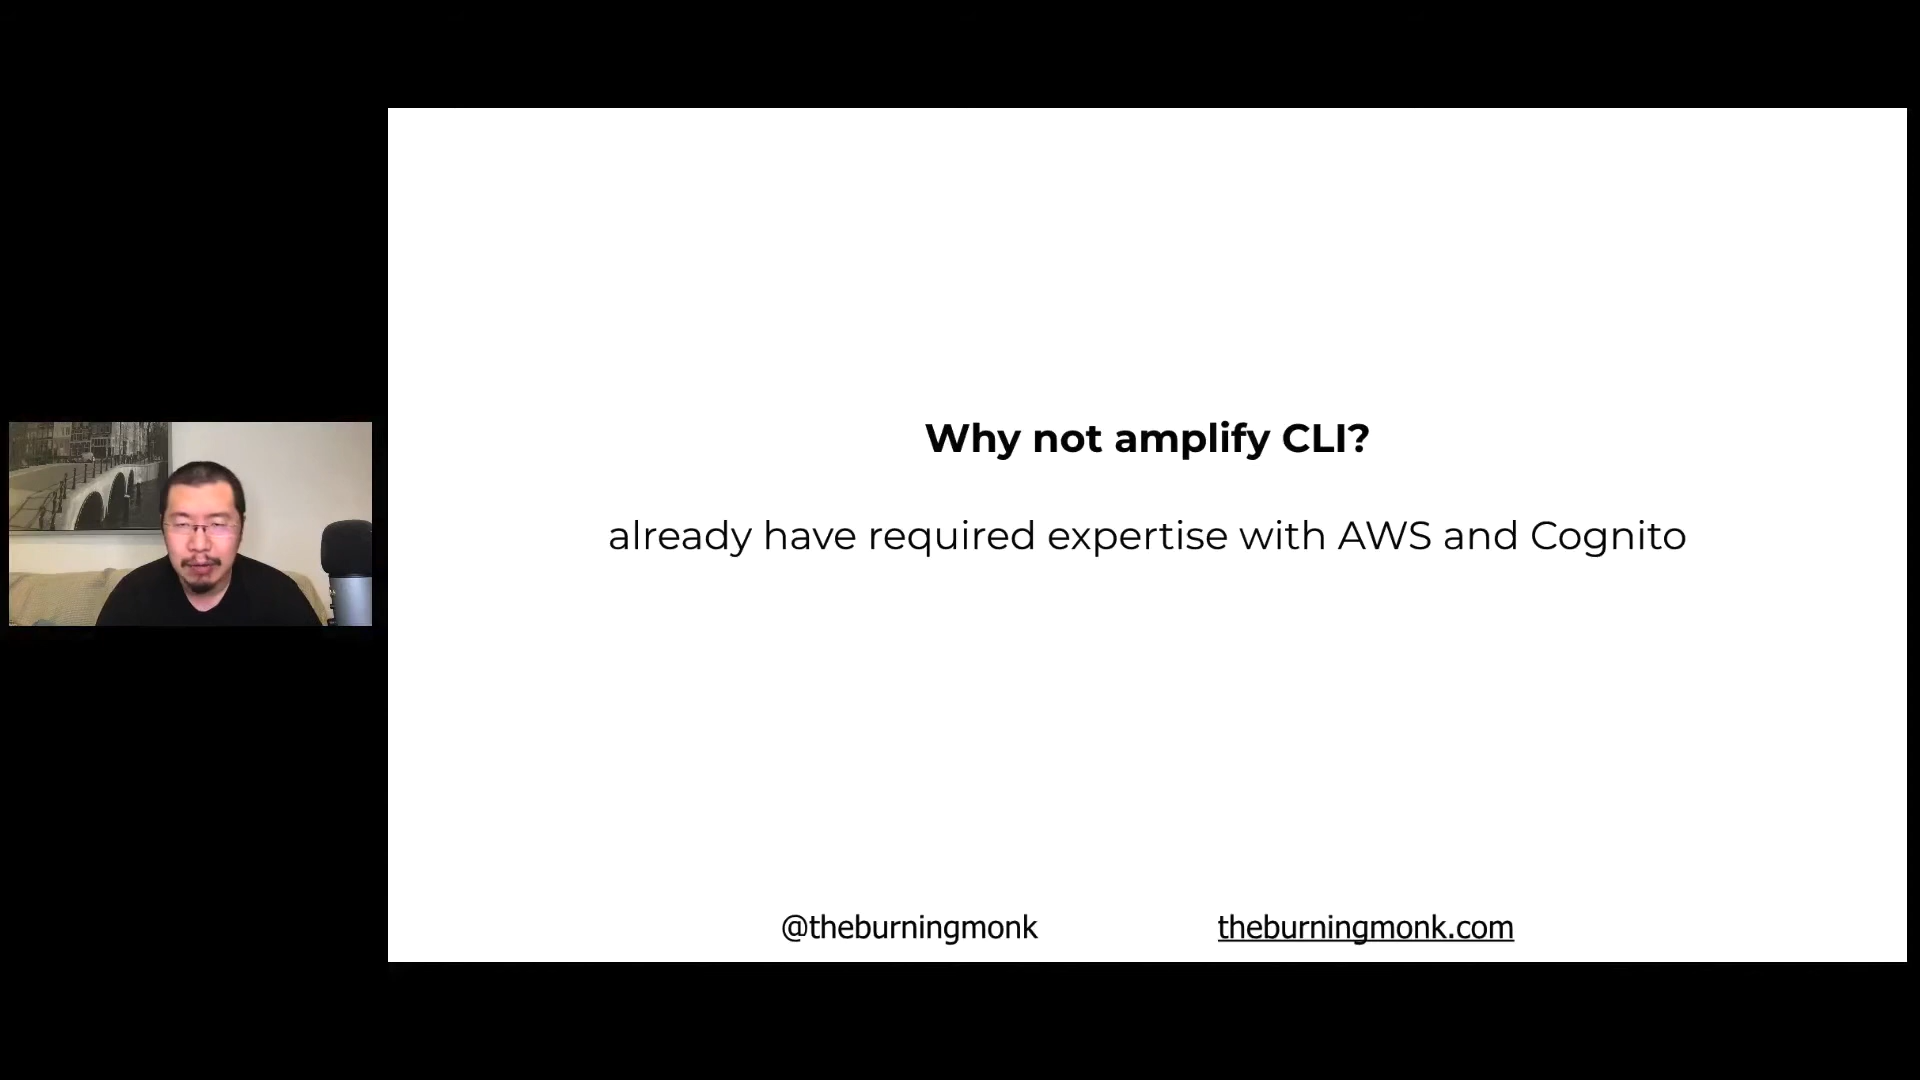 Why not amplify CLI?
already have required expertise with AWS and Cognito
@theburningmonk
theburningmonk.com